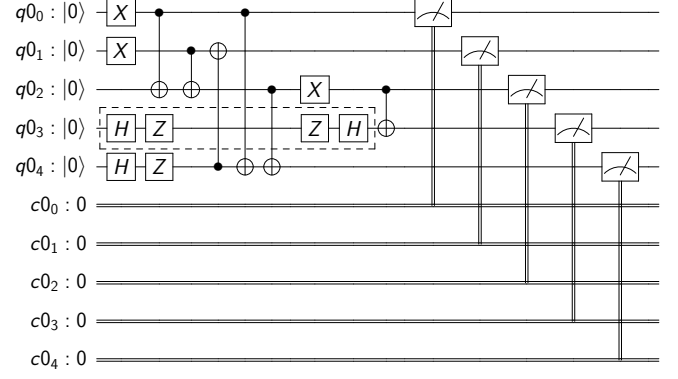 q0₀ : |0⟩ X
q0₁ : |0⟩ X
q0₂ : |0⟩ X
q0₃ : |0⟩ H Z Z H
q0₄ : |0⟩ H Z
c0₀ : 0
c0₁ : 0
c0₂ : 0
c0₃ : 0
c0₄ : 0